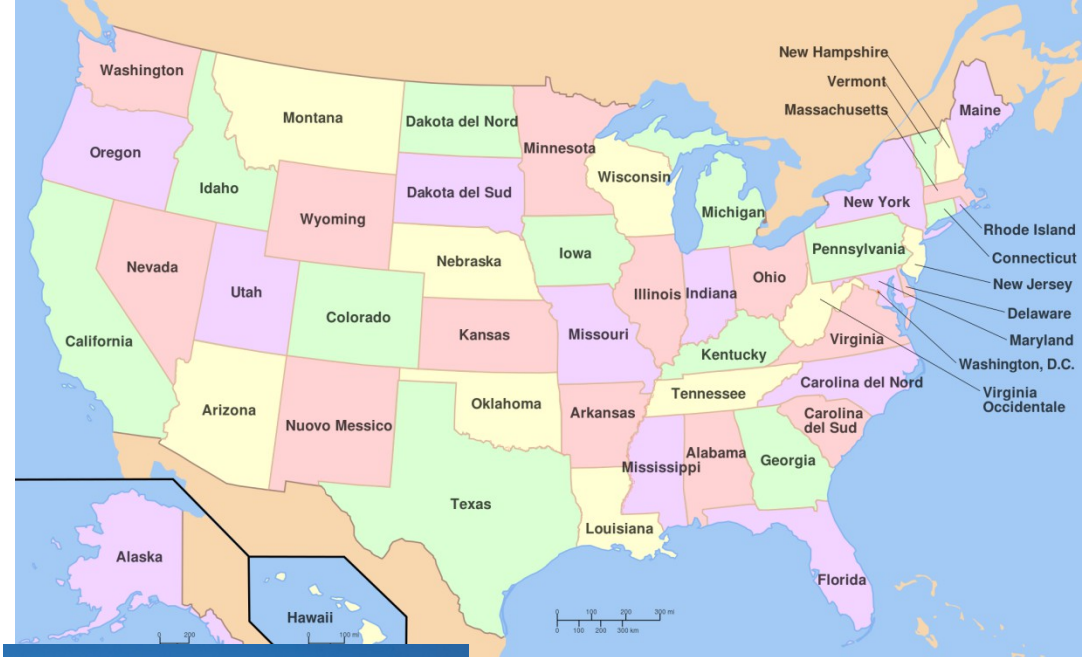 New Hampshire
Washington
Vermont
Massachusetts
Maine
Montana
Dakota del Nord
Minnesota
Oregon
Wisconsin
Idaho
Dakota del Sud
New York
Michigan
Wyoming
Rhode Island
Pennsylvania
Iowa
Connecticut
Nebraska
Nevada
Ohio
New Jersey
Utah
Illinois
Indiana
Delaware
Colorado
Missouri
Kansas
California
Virginia
Maryland
Kentucky
Washington, D.C.
Carolina del Nord
Tennessee
Virginia
Occidentale
Oklahoma
Arizona
Arkansas
Carolina
del Sud
Nuovo Messico
Alabama
Georgia
Mississippi
Texas
Louisiana
Alaska
Florida
Hawaii
0 100 200 300 mi
0 100 200 300 km
0 200
0 100 mi